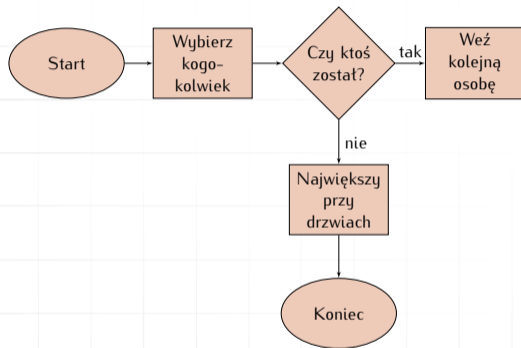 Start
Wybierz
kogo-
kolwiek
Czy ktoś
został?
tak
Weź
kolejną
osobę
nie
Największy
przy
drzwiach
Koniec